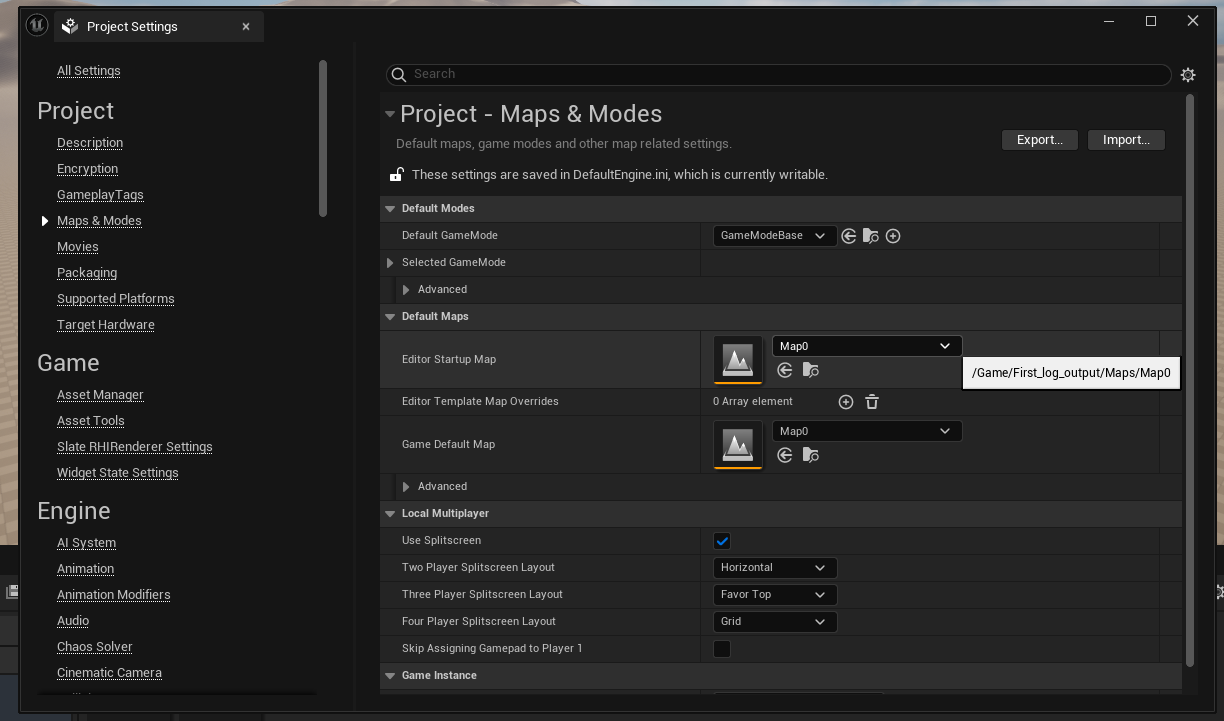 Project Settings
All Settings
Project
Description
Encryption
GameplayTags
Maps & Modes
Movies
Packaging
Supported Platforms
Target Hardware
Game
Asset Manager
Asset Tools
Slate RHIRenderer Settings
Widget State Settings
Engine
AI System
Animation
Animation Modifiers
Audio
Chaos Solver
Cinematic Camera
Search
Project - Maps & Modes
Default maps, game modes and other map related settings.
Export...
Import...
These settings are saved in DefaultEngine.ini, which is currently writable.
Default Modes
Default GameMode
GameModeBase
Selected GameMode
Advanced
Default Maps
Editor Startup Map
Map0
/Game/First_log_output/Maps/Map0
Editor Template Map Overrides
0 Array element
Game Default Map
Map0
Advanced
Local Multiplayer
Use Splitscreen
Two Player Splitscreen Layout
Horizontal
Three Player Splitscreen Layout
Favor Top
Four Player Splitscreen Layout
Grid
Skip Assigning Gamepad to Player 1
Game Instance